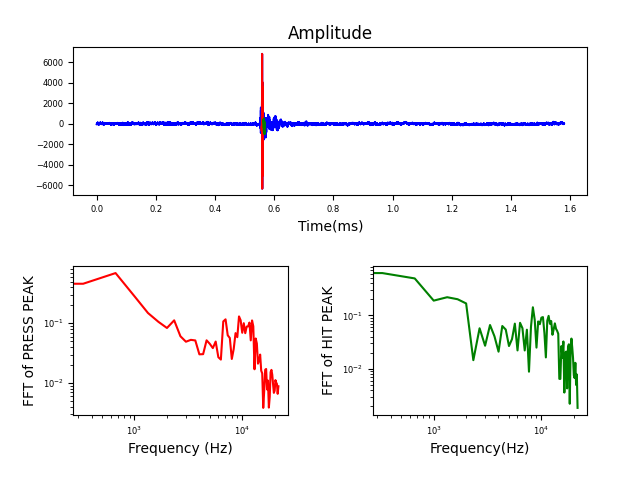 Amplitude
6000
4000
2000
0
−2000
−4000
−6000
0.0 0.2 0.4 0.6 0.8 1.0 1.2 1.4 1.6
Time(ms)
FFT of PRESS PEAK
10⁻¹
10⁻²
10³ 10⁴
Frequency (Hz)
FFT of HIT PEAK
10⁻¹
10⁻²
10³ 10⁴
Frequency(Hz)